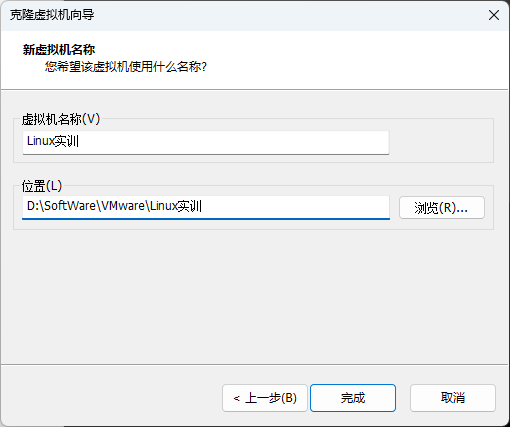 克隆虚拟机向导
新虚拟机名称
您希望该虚拟机使用什么名称?
虚拟机名称(V)
Linux实训
位置(L)
D:\SoftWare\VMware\Linux实训
浏览(R)...
< 上一步(B)
完成
取消